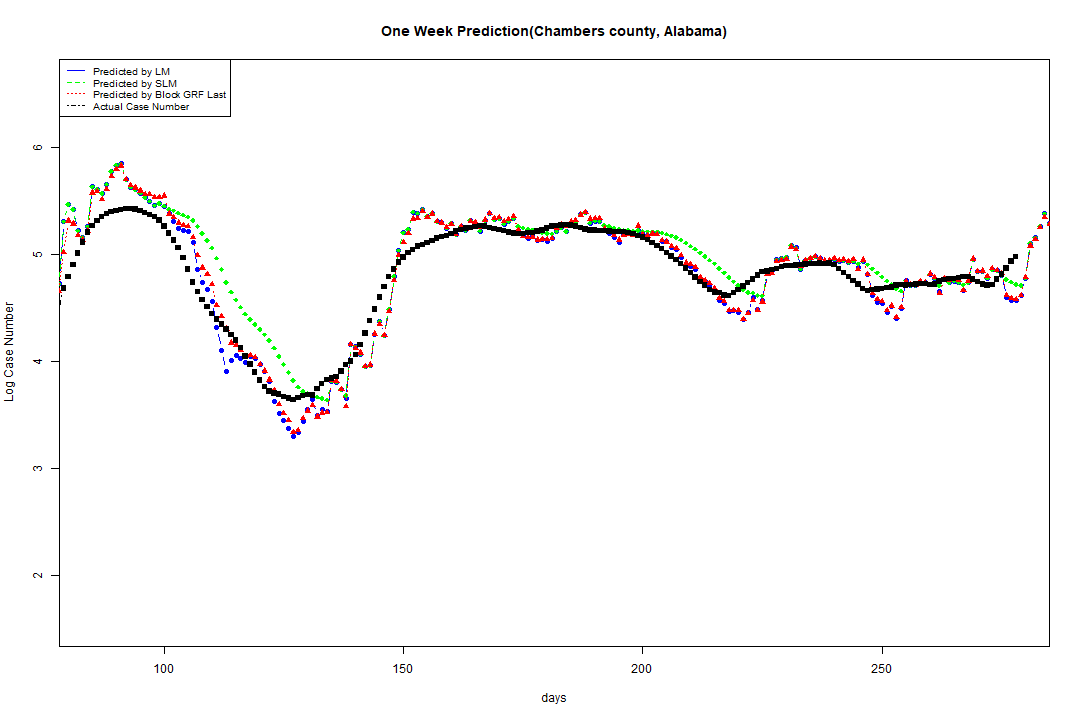 One Week Prediction(Chambers county, Alabama)
Predicted by LM
Predicted by SLM
Predicted by Block GRF Last
Actual Case Number
Log Case Number
6
5
4
3
2
100 150 200 250
days